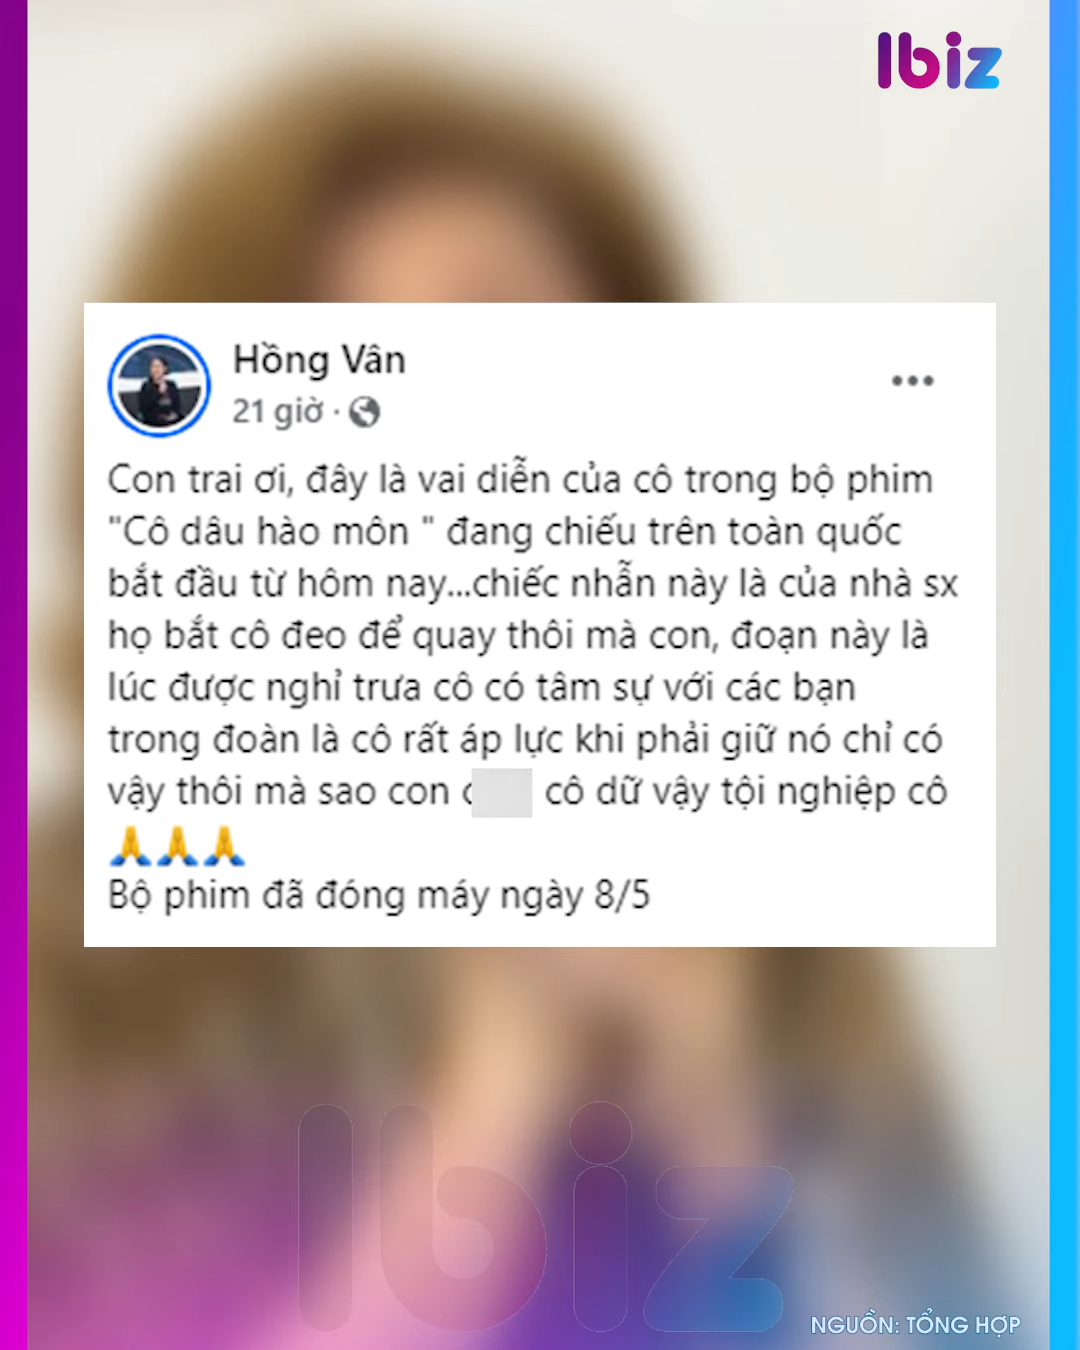 Ibiz
Hồng Vân
21 giờ ·
Con trai ơi, đây là vai diễn của cô trong bộ phim
"Cô dâu hào môn " đang chiếu trên toàn quốc
bắt đầu từ hôm nay...chiếc nhẫn này là của nhà sx
họ bắt cô đeo để quay thôi mà con, đoạn này là
lúc được nghỉ trưa cô có tâm sự với các bạn
trong đoàn là cô rất áp lực khi phải giữ nó chỉ có
vậy thôi mà sao con cô dữ vậy tội nghiệp cô
🙏🙏🙏
Bộ phim đã đóng máy ngày 8/5
Ibiz
NGUỒN: TỔNG HỢP